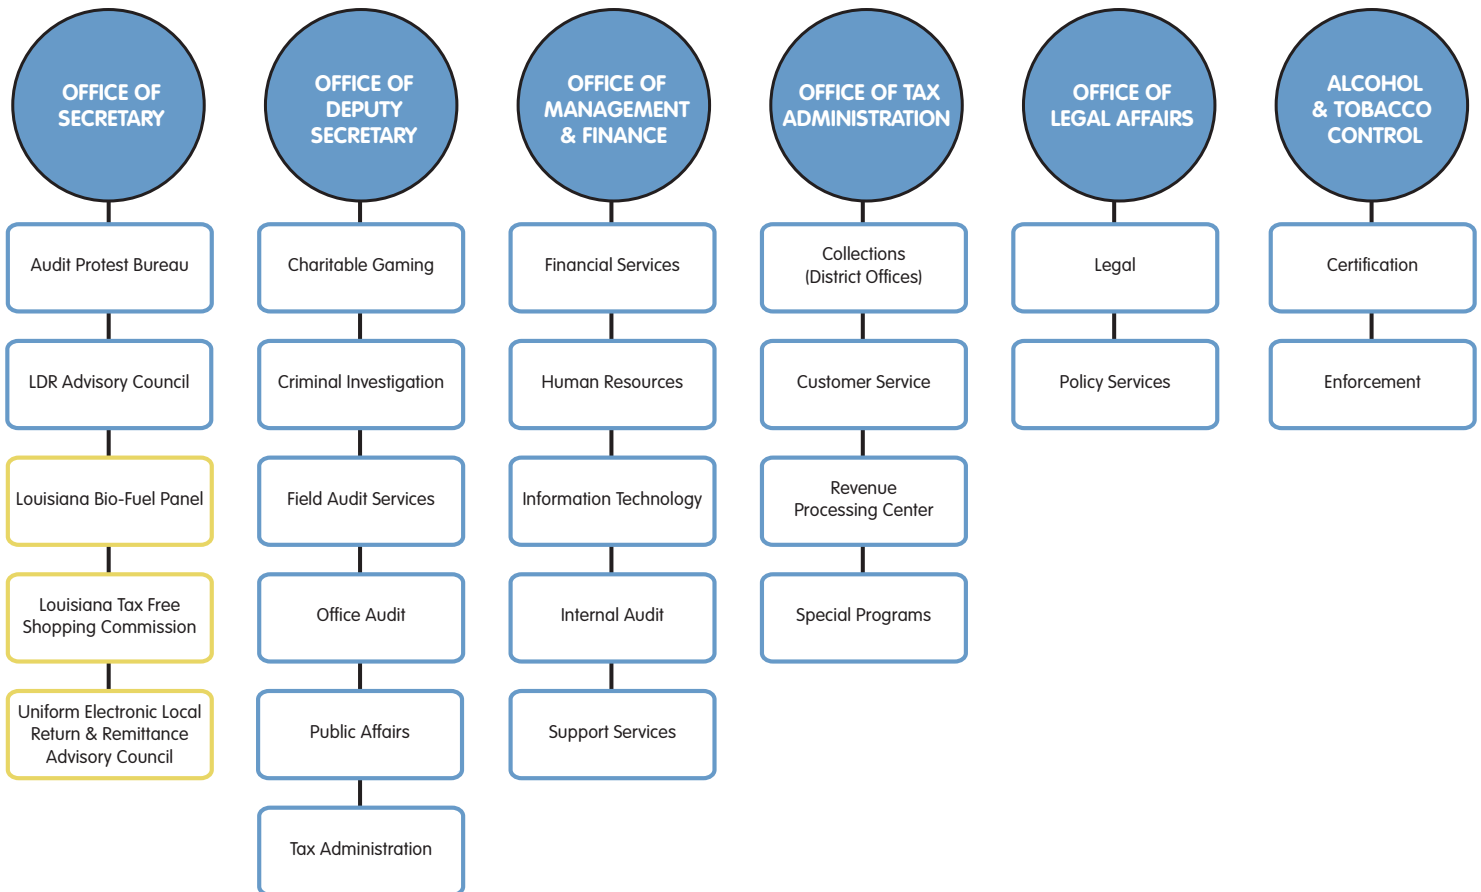 OFFICE OF
SECRETARY
Audit Protest Bureau
LDR Advisory Council
Louisiana Bio-Fuel Panel
Louisiana Tax Free
Shopping Commission
Uniform Electronic Local
Return & Remittance
Advisory Council
OFFICE OF
DEPUTY
SECRETARY
Charitable Gaming
Criminal Investigation
Field Audit Services
Office Audit
Public Affairs
Tax Administration
OFFICE OF
MANAGEMENT
& FINANCE
Financial Services
Human Resources
Information Technology
Internal Audit
Support Services
OFFICE OF TAX
ADMINISTRATION
Collections
(District Offices)
Customer Service
Revenue
Processing Center
Special Programs
OFFICE OF
LEGAL AFFAIRS
Legal
Policy Services
ALCOHOL
& TOBACCO
CONTROL
Certification
Enforcement